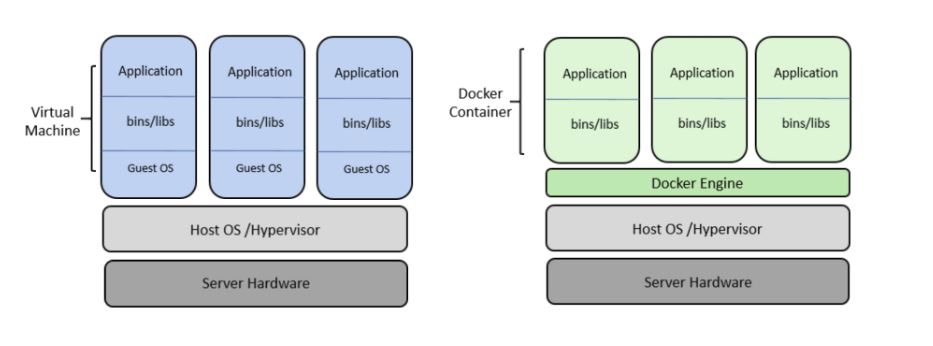 Virtual
Machine
Application
Application
Application
bins/libs
bins/libs
bins/libs
Guest OS
Guest OS
Guest OS
Host OS /Hypervisor
Server Hardware
Docker
Container
Application
Application
Application
bins/libs
bins/libs
bins/libs
Docker Engine
Host OS /Hypervisor
Server Hardware